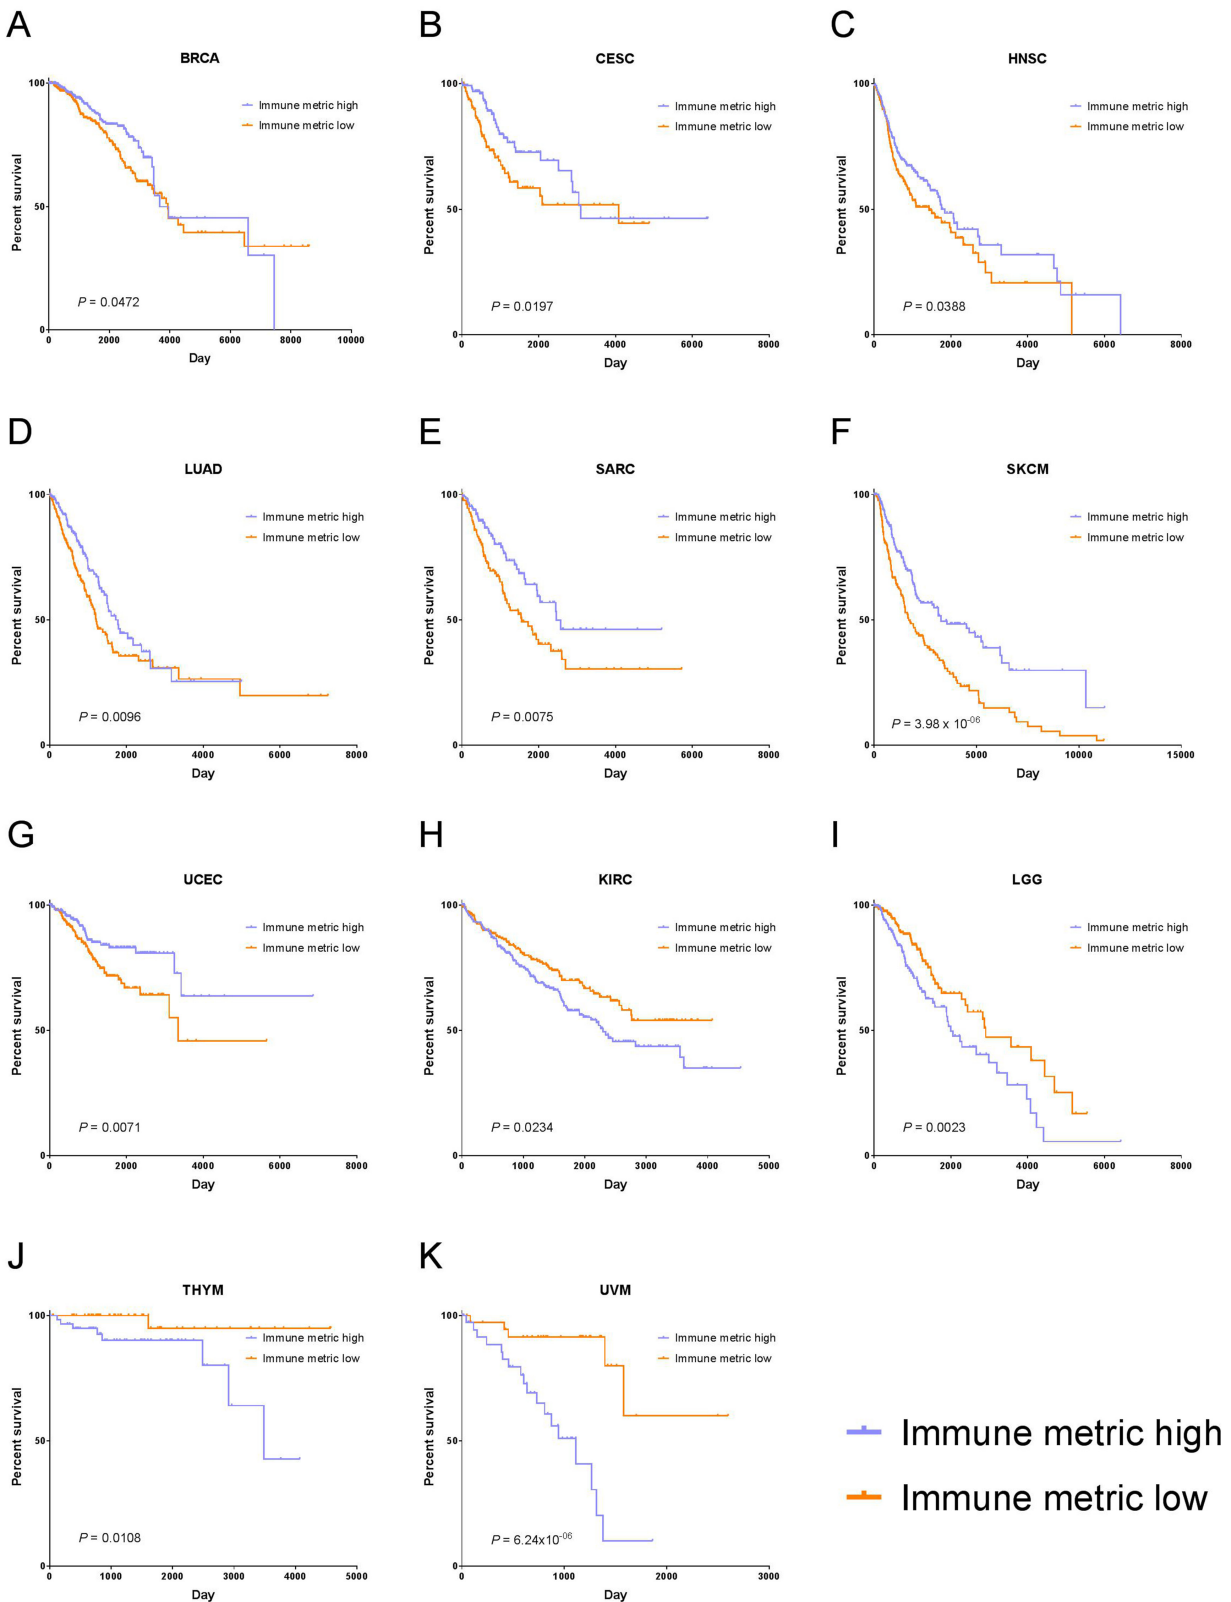 A
BRCA
100
50
0
Percent survival
Immune metric high
Immune metric low
P = 0.0472
0 2000 4000 6000 8000 10000
Day
B
CESC
100
50
0
Percent survival
Immune metric high
Immune metric low
P = 0.0197
0 2000 4000 6000 8000
Day
C
HNSC
100
50
0
Percent survival
Immune metric high
Immune metric low
P = 0.0388
0 2000 4000 6000 8000
Day
D
LUAD
100
50
0
Percent survival
Immune metric high
Immune metric low
P = 0.0096
0 2000 4000 6000 8000
Day
E
SARC
100
50
0
Percent survival
Immune metric high
Immune metric low
P = 0.0075
0 2000 4000 6000 8000
Day
F
SKCM
100
50
0
Percent survival
Immune metric high
Immune metric low
P = 3.98 x 10-06
0 5000 10000 15000
Day
G
UCEC
100
50
0
Percent survival
Immune metric high
Immune metric low
P = 0.0071
0 2000 4000 6000 8000
Day
H
KIRC
100
50
0
Percent survival
Immune metric high
Immune metric low
P = 0.0234
0 1000 2000 3000 4000 5000
Day
I
LGG
100
50
0
Percent survival
Immune metric high
Immune metric low
P = 0.0023
0 2000 4000 6000 8000
Day
J
THYM
100
50
0
Percent survival
Immune metric high
Immune metric low
P = 0.0108
0 1000 2000 3000 4000 5000
Day
K
UVM
100
50
0
Percent survival
Immune metric high
Immune metric low
P = 6.24x10-06
0 1000 2000 3000
Day
Immune metric high
Immune metric low